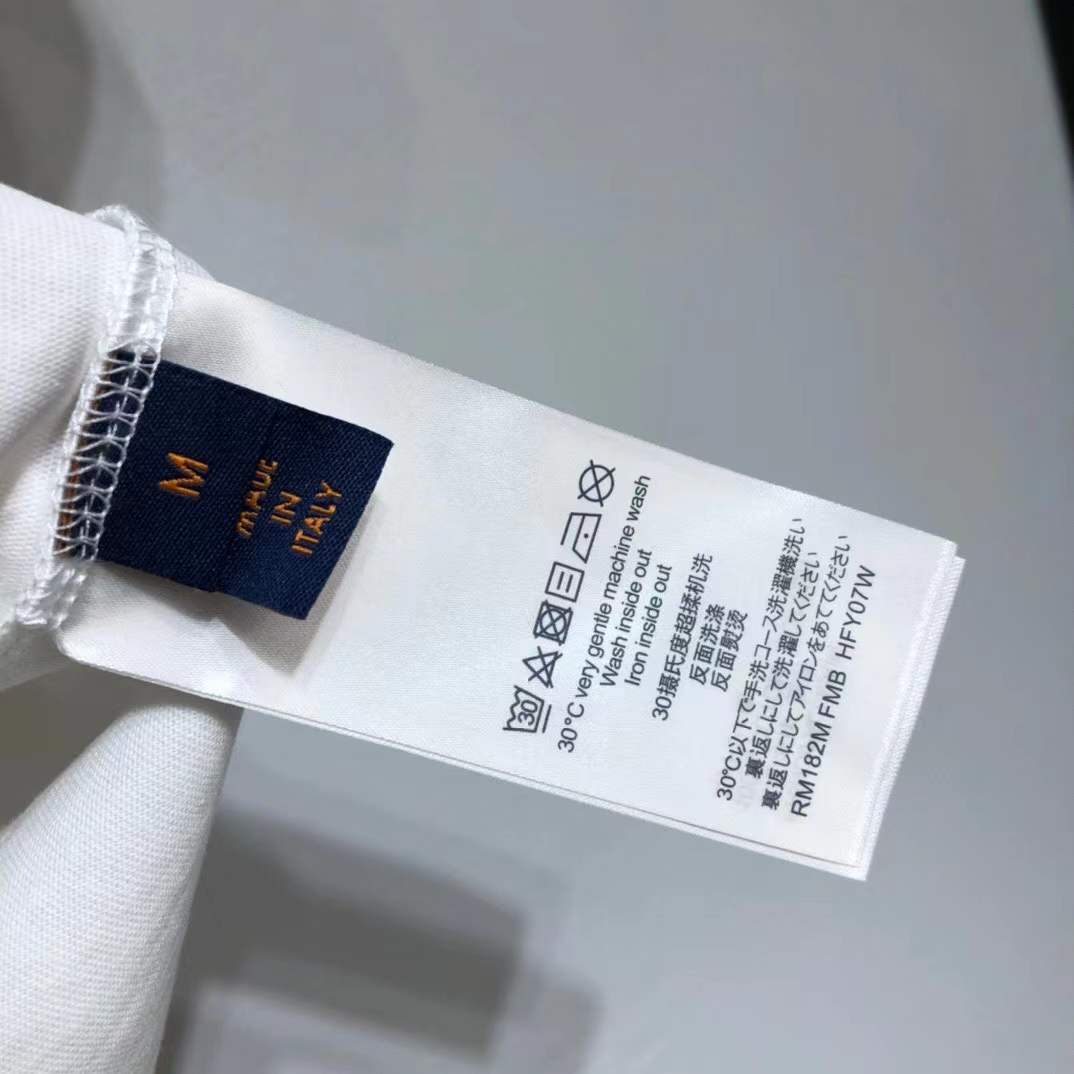 M
MADE
IN
ITALY
30
30°C very gentle machine wash
Wash inside out
Iron inside out
30摄氏度超揉机洗
反面洗涤
反面熨烫
30℃以下で手洗コース洗濯機洗い
裏返しにして洗濯してください
裏返しにしてアイロンをあててください
RM182M FMB HFY07W